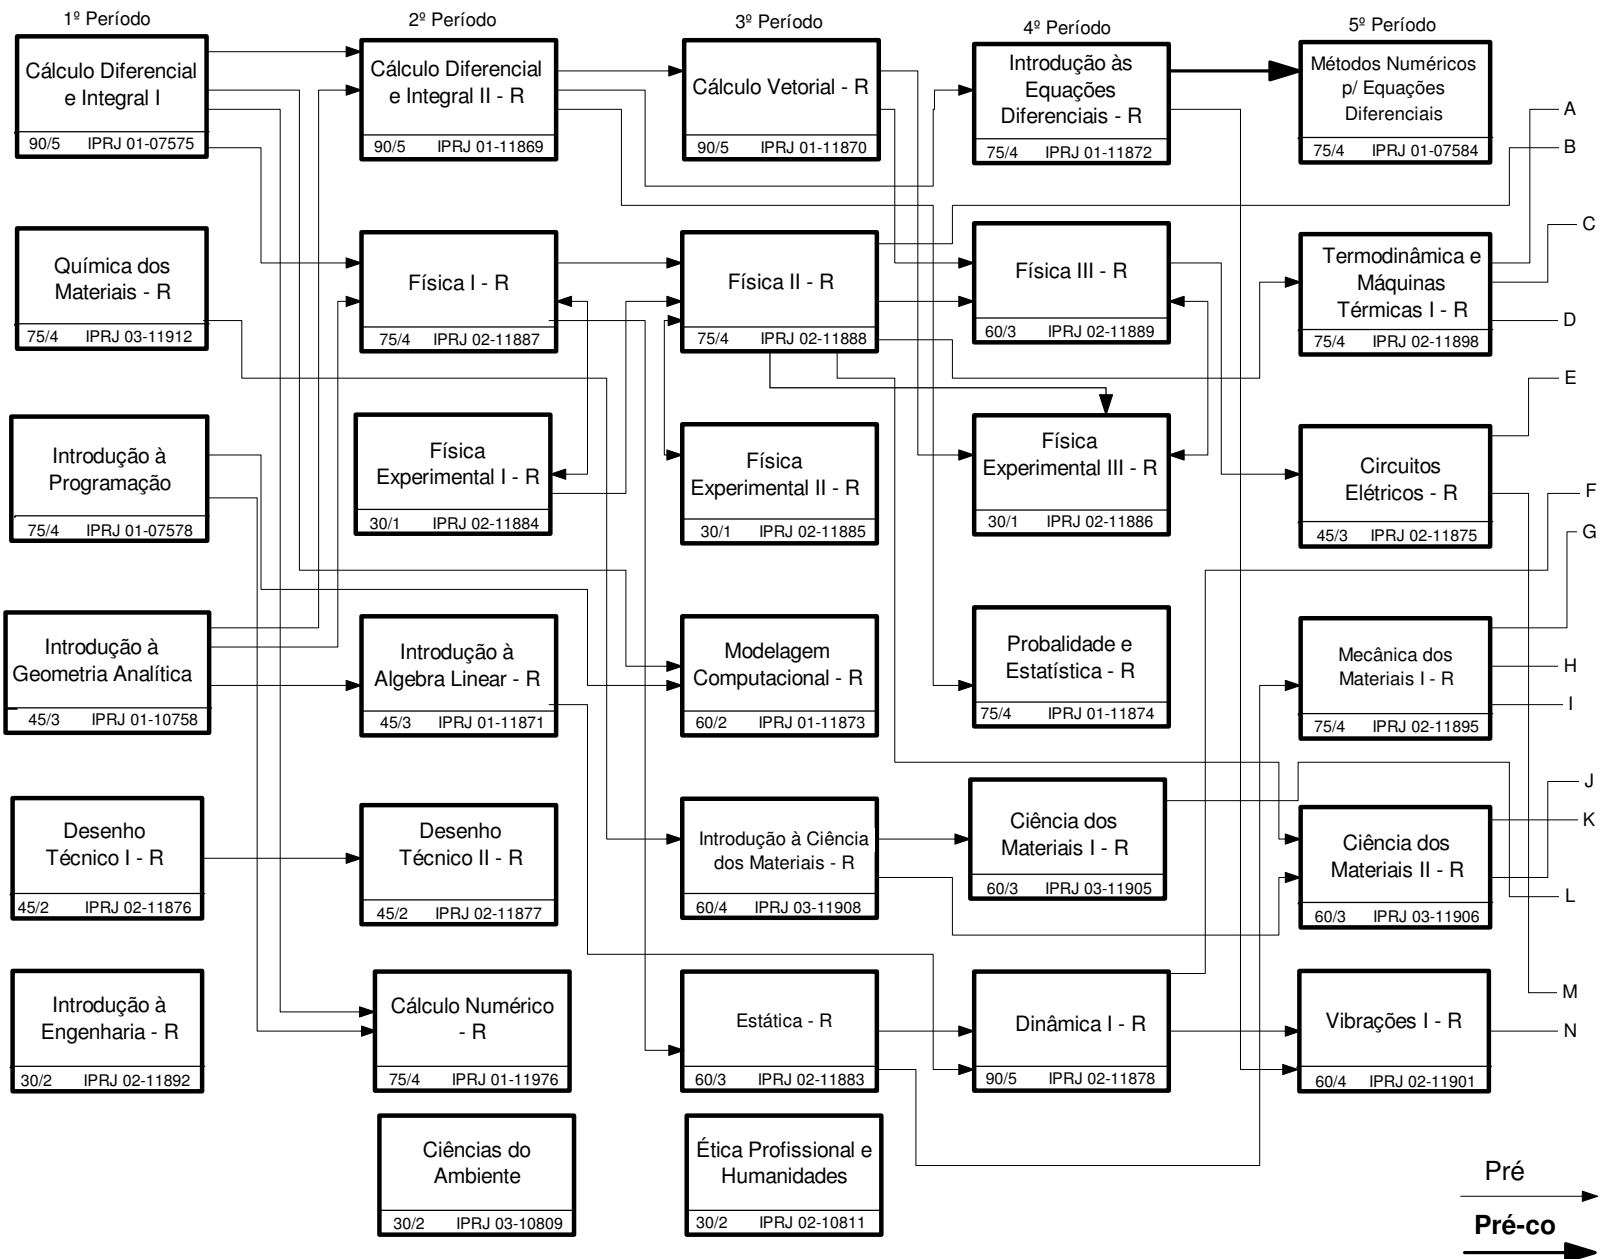 1º Período
2º Período
3º Período
4º Período
5º Período
Cálculo Diferencial
e Integral I
90/5 IPRJ 01-07575
Cálculo Diferencial
e Integral II - R
90/5 IPRJ 01-11869
Cálculo Vetorial - R
90/5 IPRJ 01-11870
Introdução às
Equações
Diferenciais - R
75/4 IPRJ 01-11872
Métodos Numéricos
p/ Equações
Diferenciais
75/4 IPRJ 01-07584
A
B
Química dos
Materiais - R
75/4 IPRJ 03-11912
Física I - R
75/4 IPRJ 02-11887
Física II - R
75/4 IPRJ 02-11888
Física III - R
60/3 IPRJ 02-11889
Termodinâmica e
Máquinas
Térmicas I - R
75/4 IPRJ 02-11898
C
D
E
Introdução à
Programação
75/4 IPRJ 01-07578
Física
Experimental I - R
30/1 IPRJ 02-11884
Física
Experimental II - R
30/1 IPRJ 02-11885
Física
Experimental III - R
30/1 IPRJ 02-11886
Circuitos
Elétricos - R
45/3 IPRJ 02-11875
F
G
Introdução à
Geometria Analítica
45/3 IPRJ 01-10758
Introdução à
Algebra Linear - R
45/3 IPRJ 01-11871
Modelagem
Computacional - R
60/2 IPRJ 01-11873
Probalidade e
Estatística - R
75/4 IPRJ 01-11874
Mecânica dos
Materiais I - R
75/4 IPRJ 02-11895
H
I
Desenho
Técnico I - R
45/2 IPRJ 02-11876
Desenho
Técnico II - R
45/2 IPRJ 02-11877
Introdução à Ciência
dos Materiais - R
60/4 IPRJ 03-11908
Ciência dos
Materiais I - R
60/3 IPRJ 03-11905
Ciência dos
Materiais II - R
60/3 IPRJ 03-11906
J
K
L
Introdução à
Engenharia - R
30/2 IPRJ 02-11892
Cálculo Numérico
- R
75/4 IPRJ 01-11976
Estática - R
60/3 IPRJ 02-11883
Dinâmica I - R
90/5 IPRJ 02-11878
Vibrações I - R
60/4 IPRJ 02-11901
M
N
Ciências do
Ambiente
30/2 IPRJ 03-10809
Ética Profissional e
Humanidades
30/2 IPRJ 02-10811
Pré
Pré-co